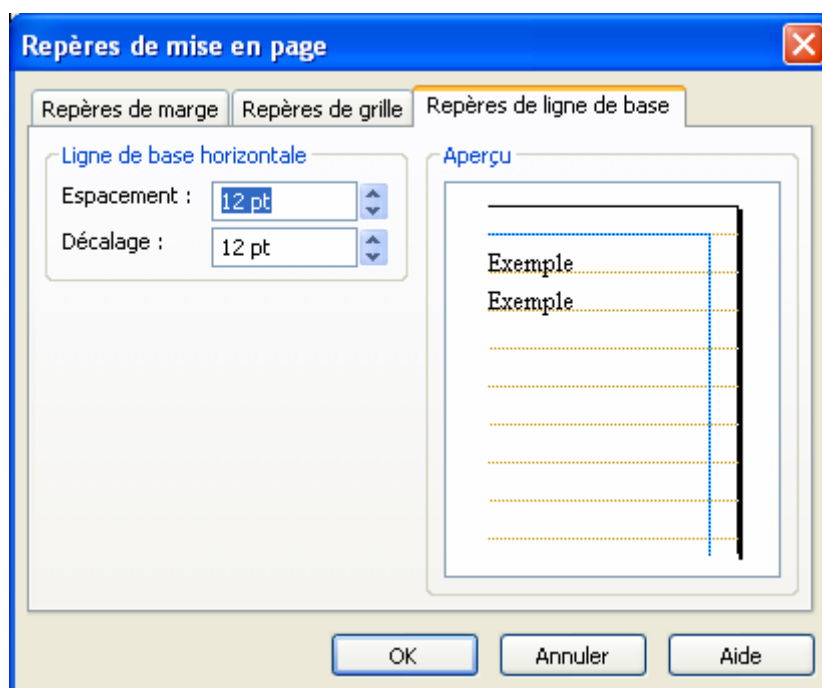 Repères de mise en page
Repères de marge Repères de grille Repères de ligne de base
Ligne de base horizontale
Espacement : 12 pt
Décalage : 12 pt
Aperçu
Exemple
Exemple
OK Annuler Aide